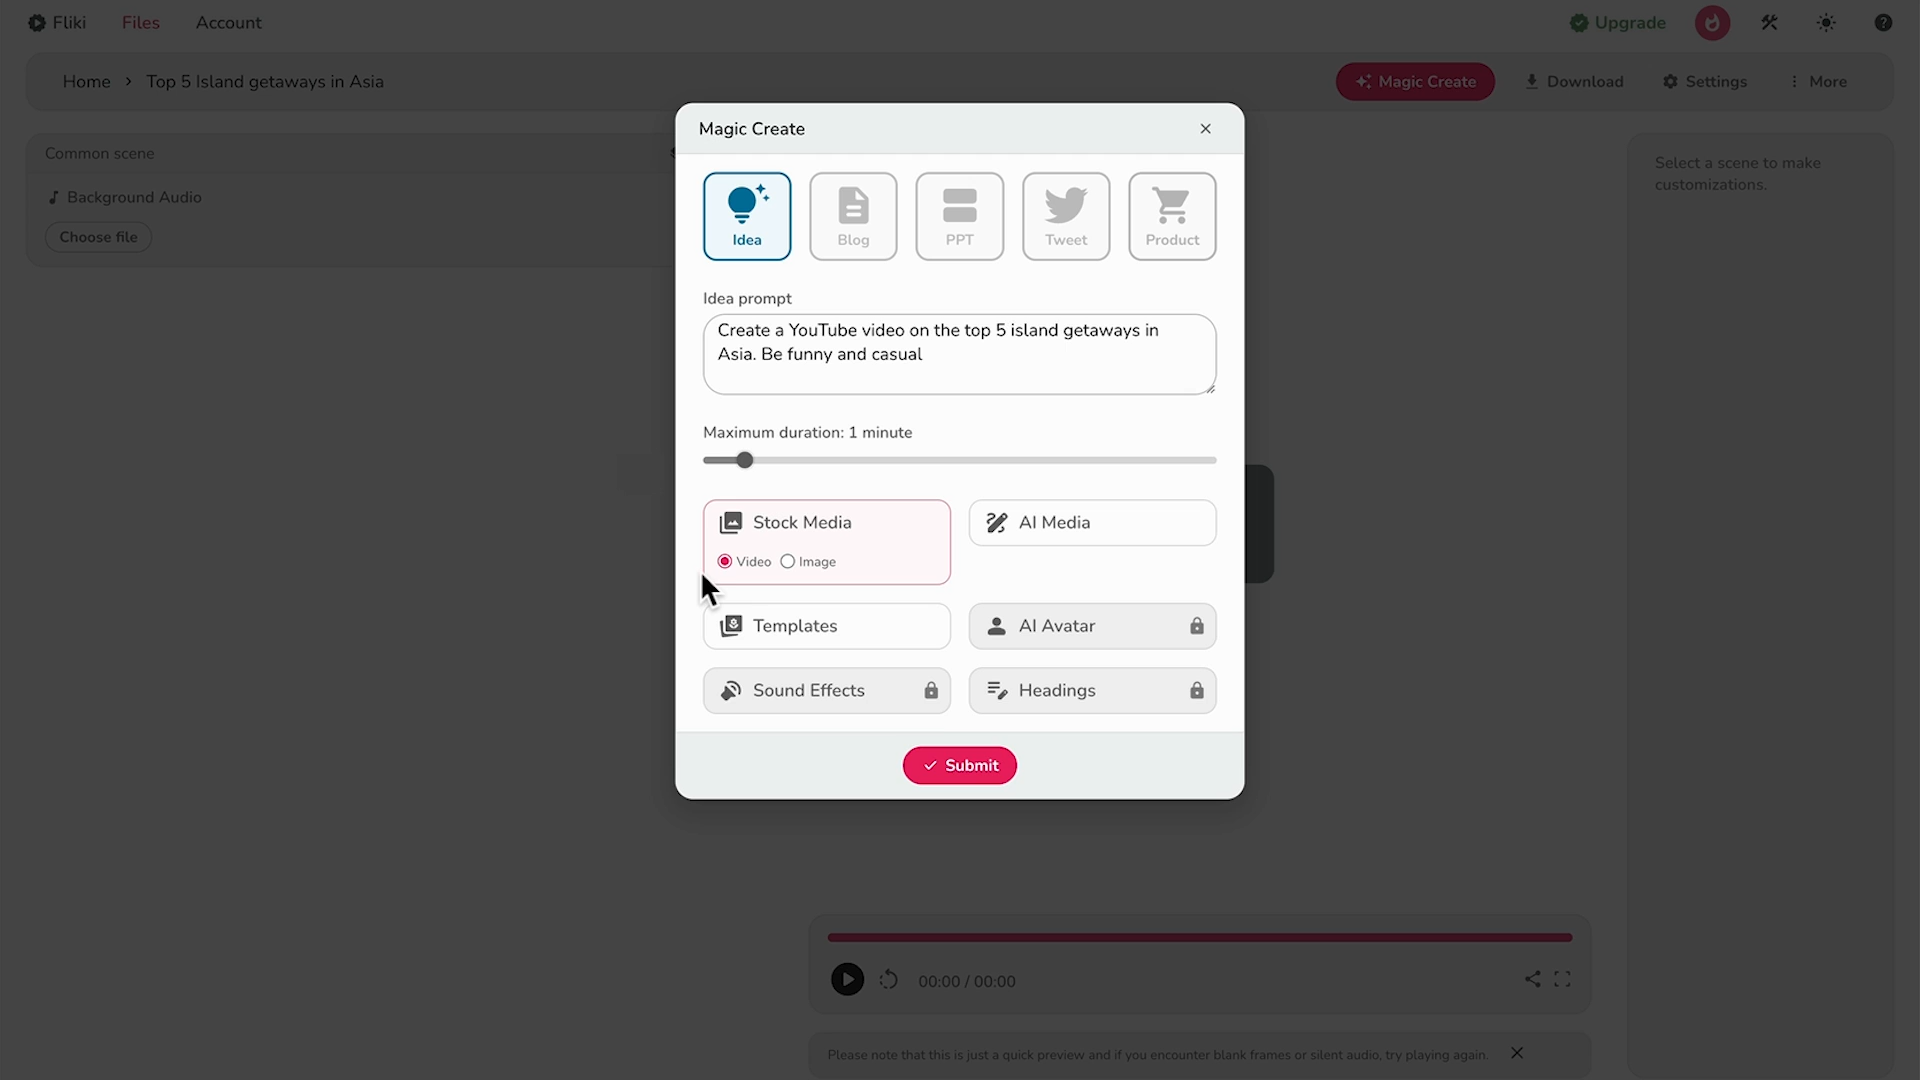 Fliki Files Account Upgrade
Home > Top 5 Island getaways in Asia Magic Create Download Settings More
Common scene
Background Audio
Choose file
Magic Create
Idea Blog PPT Tweet Product
Idea prompt
Create a YouTube video on the top 5 island getaways in
Asia. Be funny and casual
Maximum duration: 1 minute
Stock Media AI Media
Video Image
Templates AI Avatar
Sound Effects Headings
Submit
Select a scene to make
customizations.
00:00 / 00:00
Please note that this is just a quick preview and if you encounter blank frames or silent audio, try playing again.